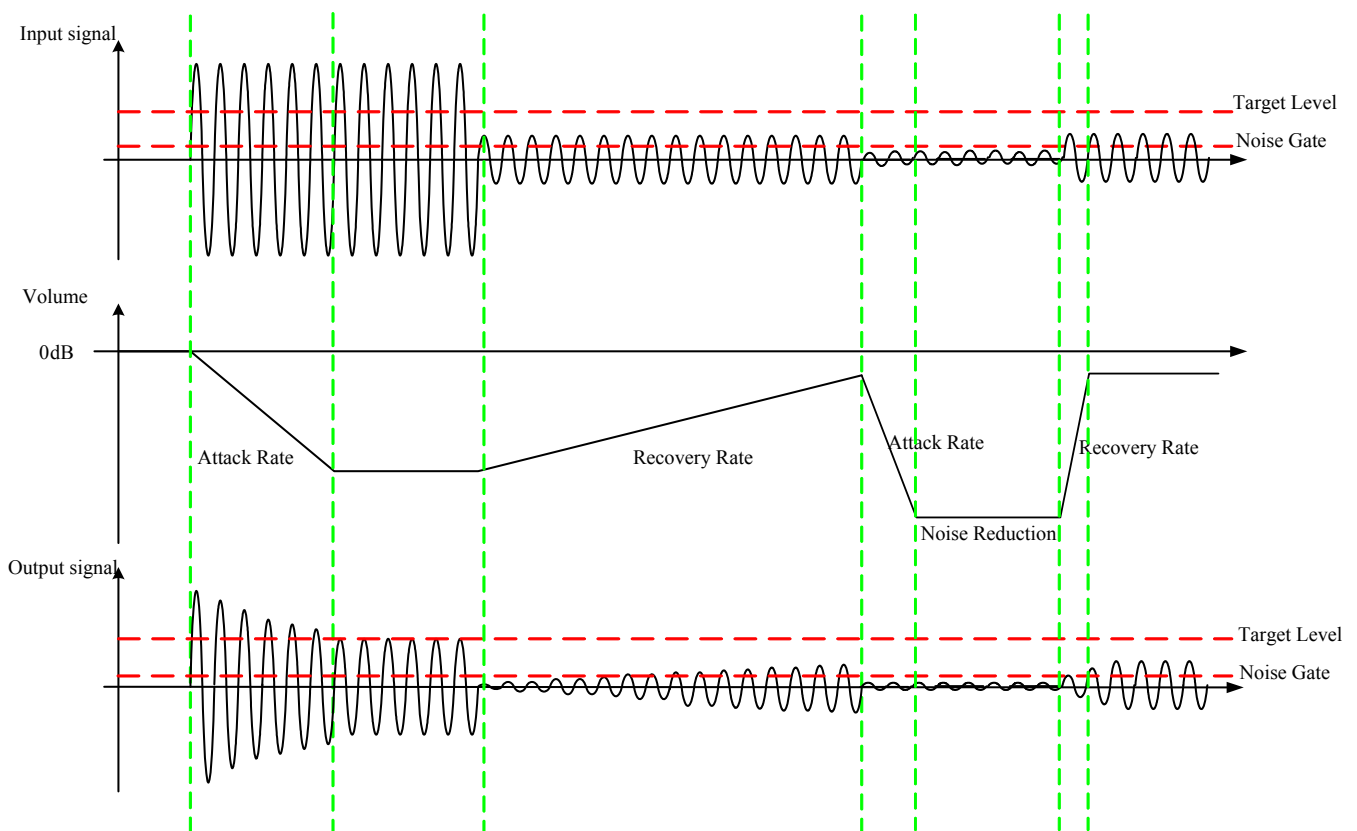 Input signal
Target Level
Noise Gate
Volume
0dB
Attack Rate
Recovery Rate
Attack Rate
Recovery Rate
Noise Reduction
Output signal
Target Level
Noise Gate